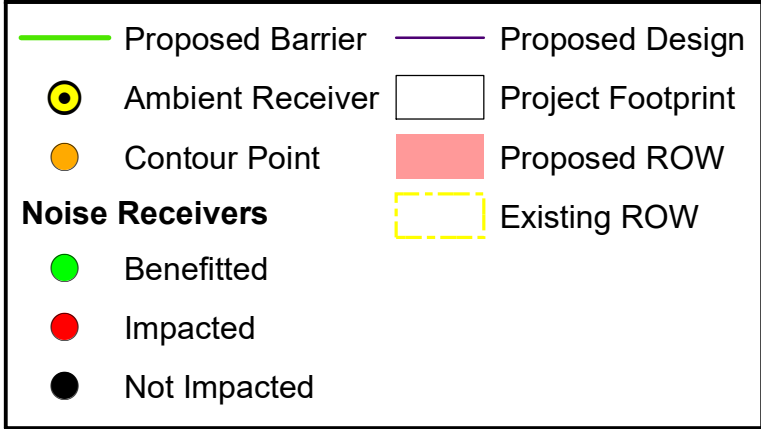 Proposed Barrier
Ambient Receiver
Contour Point
Noise Receivers
Benefitted
Impacted
Not Impacted
Proposed Design
Project Footprint
Proposed ROW
Existing ROW